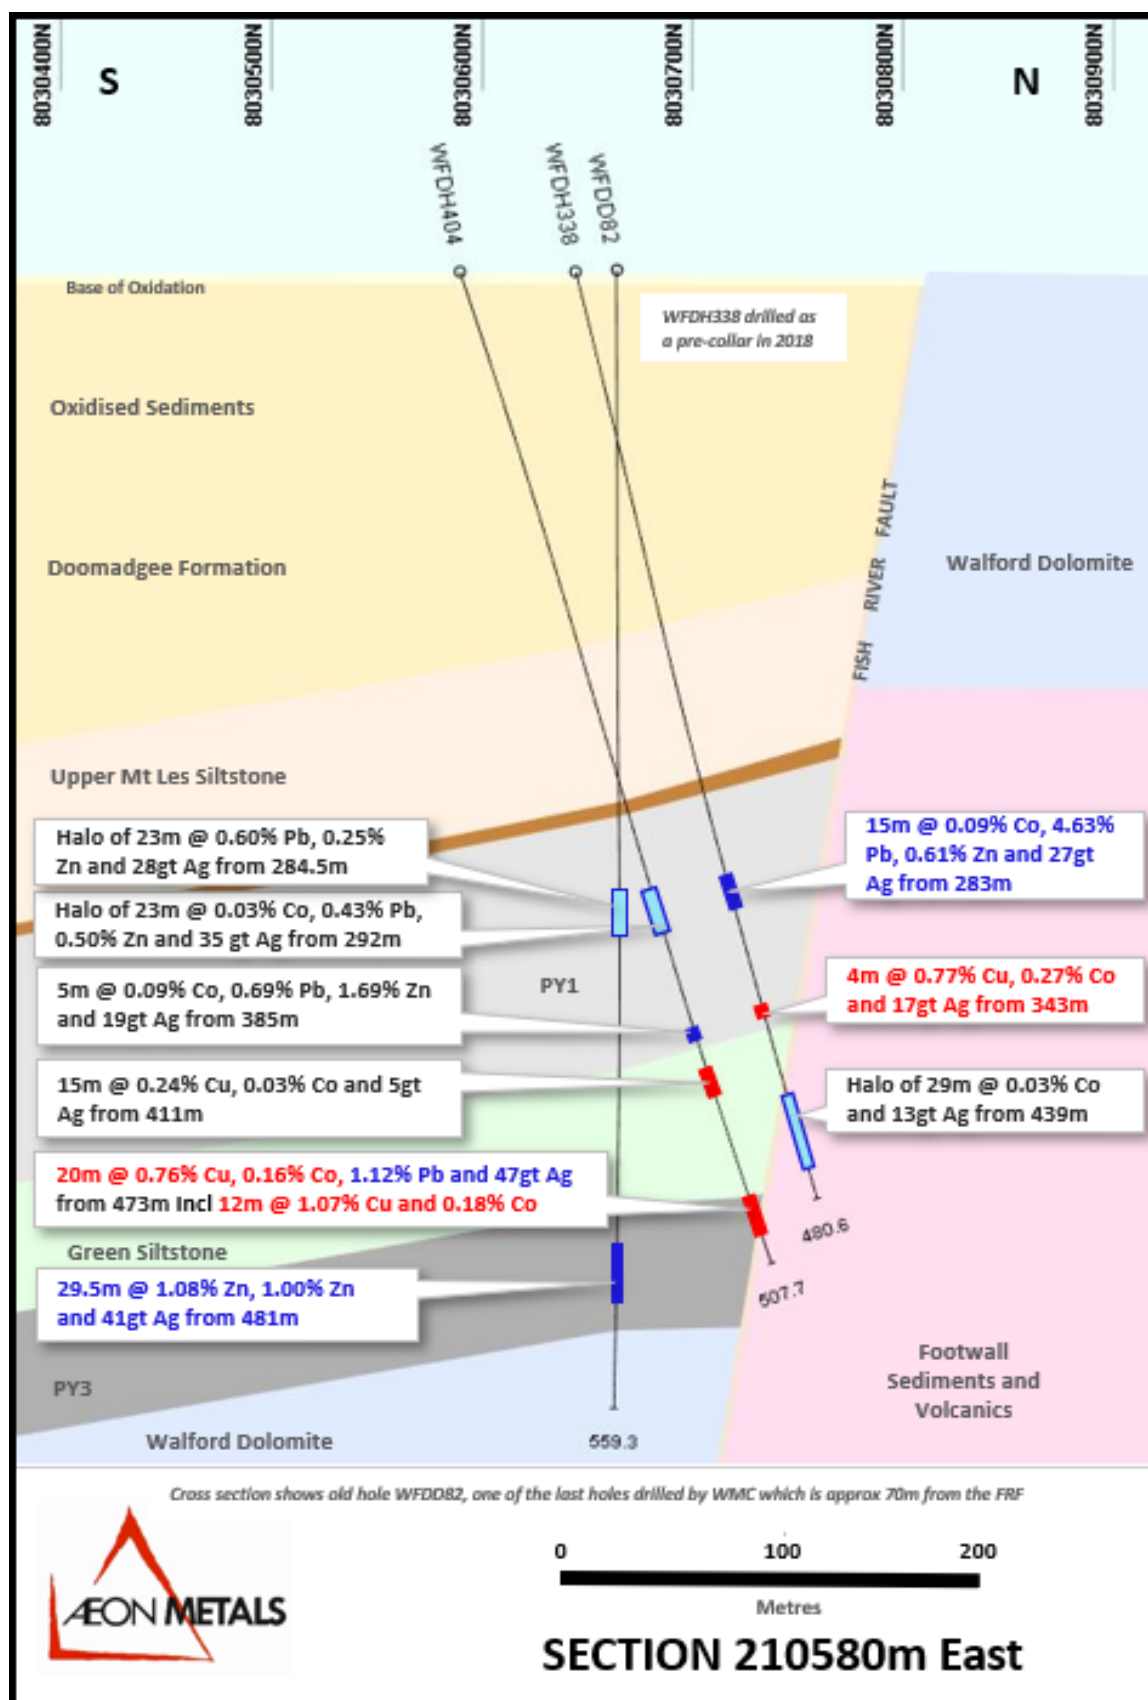 8030400N
8030500N
8030600N
8030700N
8030800N
8030900N
S
N
WFDH404
WFDH338
WFDD82
Base of Oxidation
WFDH338 drilled as
a pre-collar in 2018
Oxidised Sediments
FISH RIVER FAULT
Doomadgee Formation
Walford Dolomite
Upper Mt Les Siltstone
Halo of 23m @ 0.60% Pb, 0.25%
Zn and 28gt Ag from 284.5m
15m @ 0.09% Co, 4.63%
Pb, 0.61% Zn and 27gt
Ag from 283m
Halo of 23m @ 0.03% Co, 0.43% Pb,
0.50% Zn and 35 gt Ag from 292m
PY1
5m @ 0.09% Co, 0.69% Pb, 1.69% Zn
and 19gt Ag from 385m
4m @ 0.77% Cu, 0.27% Co
and 17gt Ag from 343m
15m @ 0.24% Cu, 0.03% Co and 5gt
Ag from 411m
Halo of 29m @ 0.03% Co
and 13gt Ag from 439m
20m @ 0.76% Cu, 0.16% Co, 1.12% Pb and 47gt Ag
from 473m Incl 12m @ 1.07% Cu and 0.18% Co
480.6
Green Siltstone
507.7
29.5m @ 1.08% Zn, 1.00% Zn
and 41gt Ag from 481m
Footwall
Sediments and
Volcanics
PY3
Walford Dolomite
559.3
Cross section shows old hole WFDD82, one of the last holes drilled by WMC which is approx 70m from the FRF
0 100 200
Metres
ÆON METALS
SECTION 210580m East